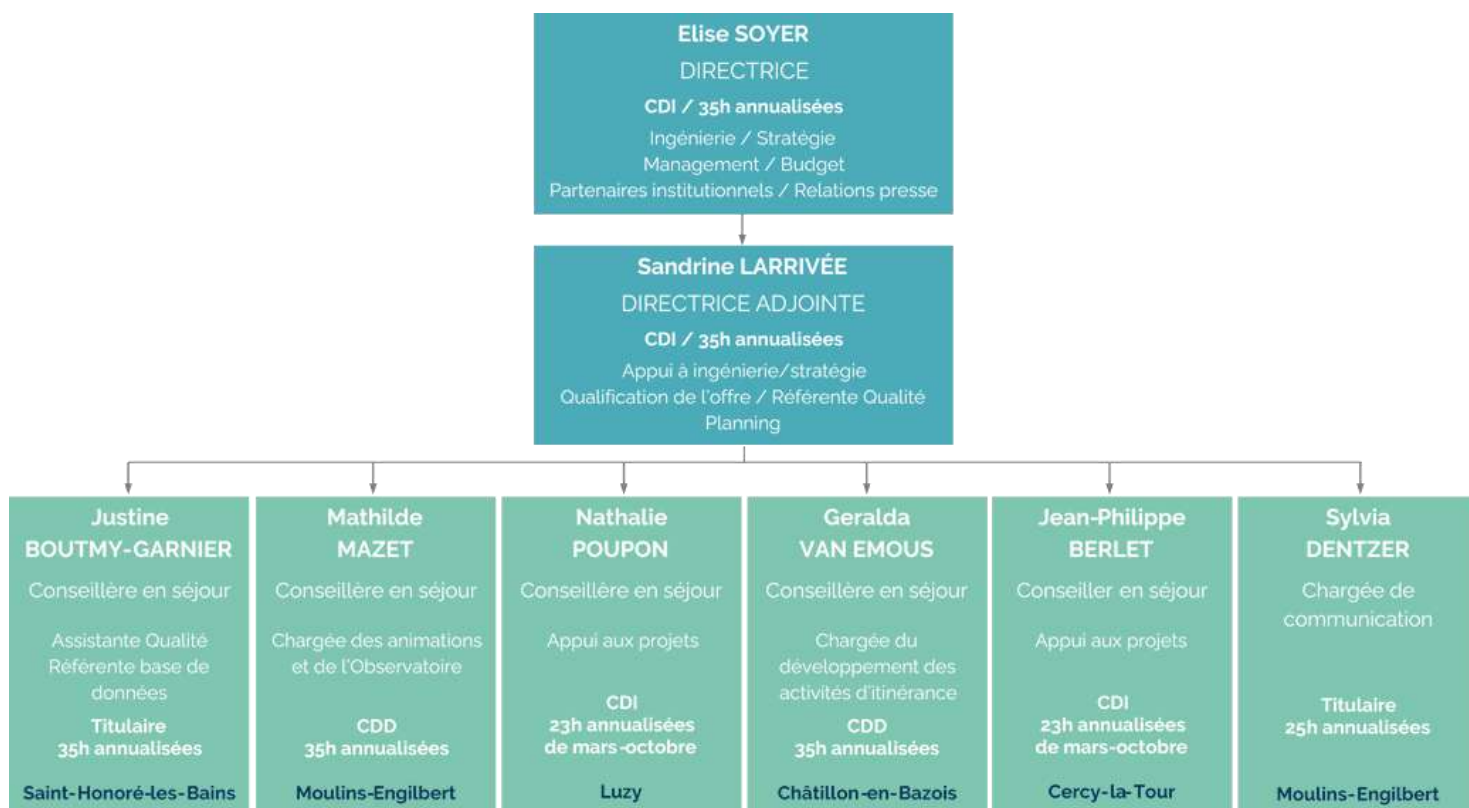 Elise SOYER
DIRECTRICE
CDI / 35h annualisées
Ingénierie / Stratégie
Management / Budget
Partenaires institutionnels / Relations presse
Sandrine LARRIVÉE
DIRECTRICE ADJOINTE
CDI / 35h annualisées
Appui à ingénierie/stratégie
Qualification de l'offre / Référente Qualité
Planning
Justine
BOUTMY-GARNIER
Conseillère en séjour
Assistante Qualité
Référente base de
données
Titulaire
35h annualisées
Saint-Honoré-les-Bains
Mathilde
MAZET
Conseillère en séjour
Chargée des animations
et de l'Observatoire
CDD
35h annualisées
Moulins-Engilbert
Nathalie
POUPON
Conseillère en séjour
Appui aux projets
CDI
23h annualisées
de mars-octobre
Luzy
Geralda
VAN EMOUS
Conseillère en séjour
Chargée du
développement des
activités d'itinérance
CDD
35h annualisées
Châtillon-en-Bazois
Jean-Philippe
BERLET
Conseiller en séjour
Appui aux projets
CDI
23h annualisées
de mars-octobre
Cercy-la-Tour
Sylvia
DENTZER
Chargée de
communication
Titulaire
25h annualisées
Moulins-Engilbert